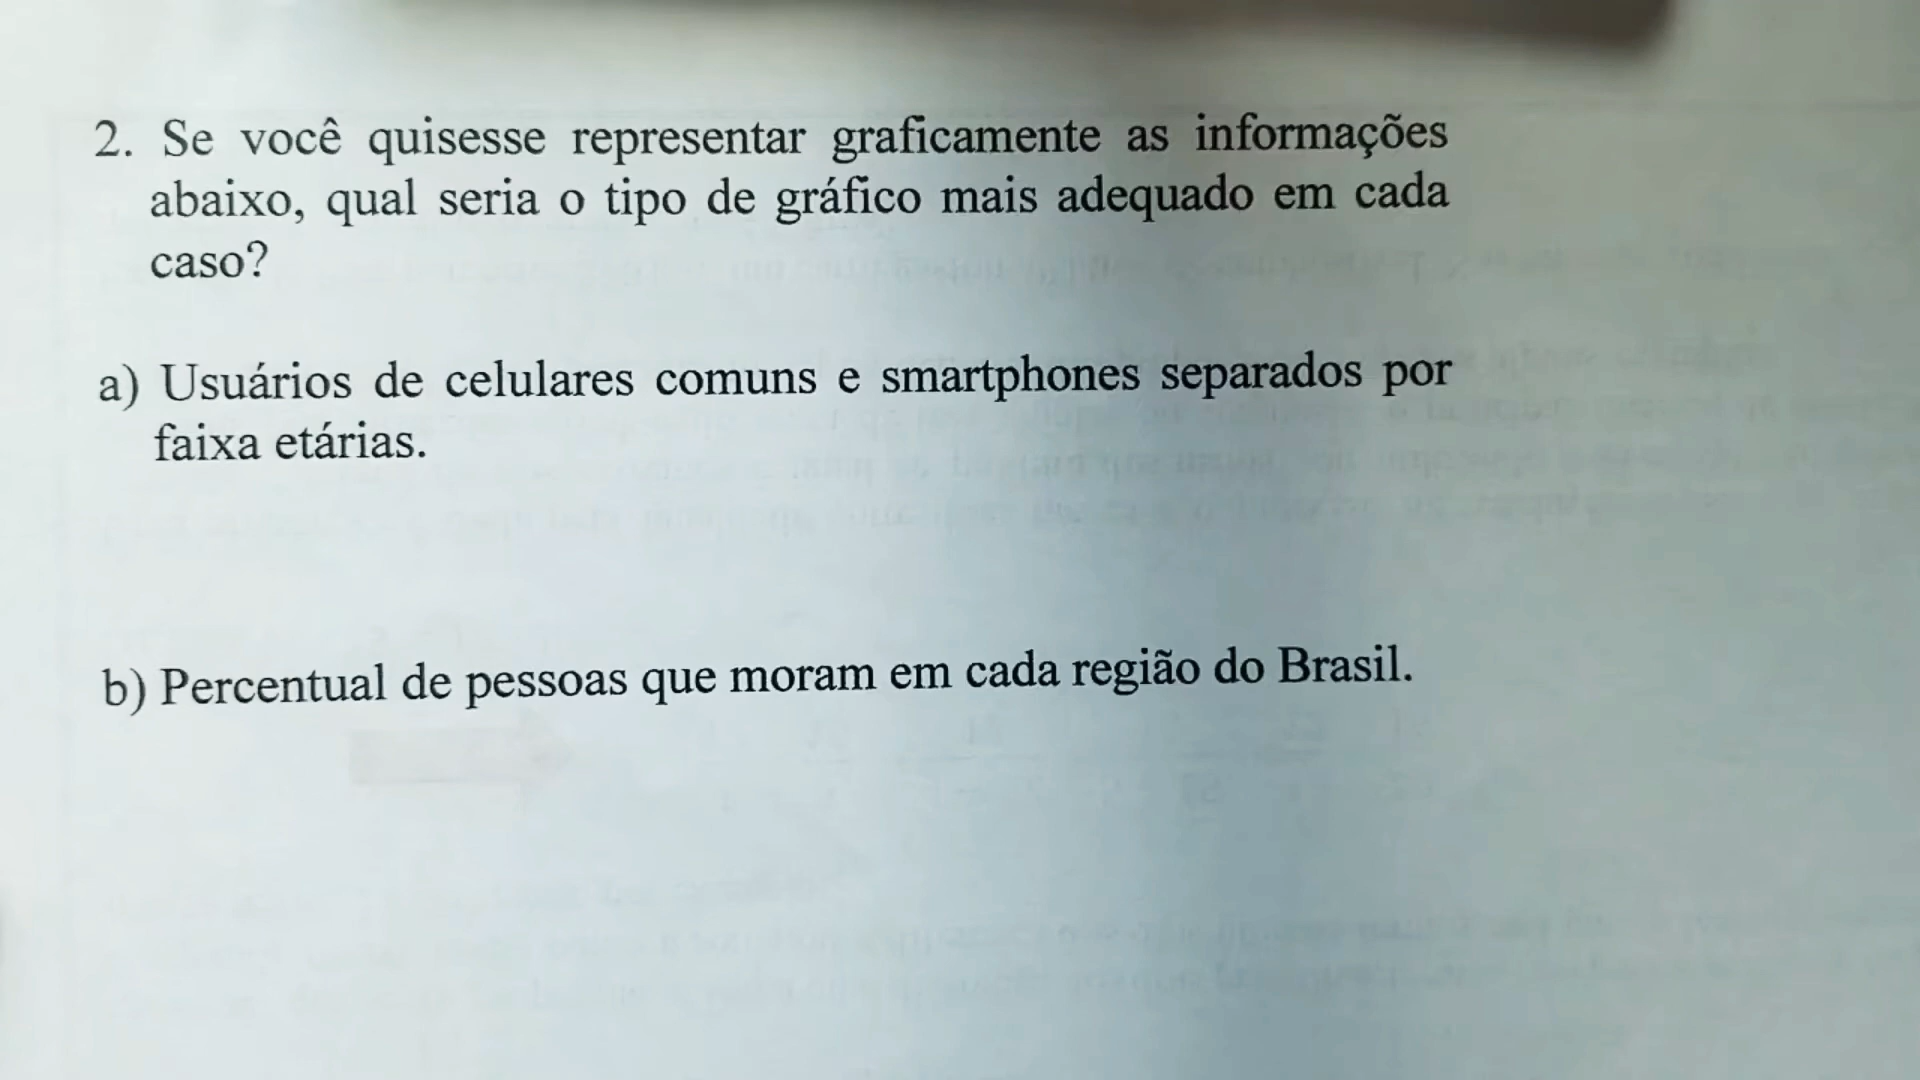 2. Se você quisesse representar graficamente as informações
abaixo, qual seria o tipo de gráfico mais adequado em cada
caso?
a) Usuários de celulares comuns e smartphones separados por
faixa etárias.
b) Percentual de pessoas que moram em cada região do Brasil.